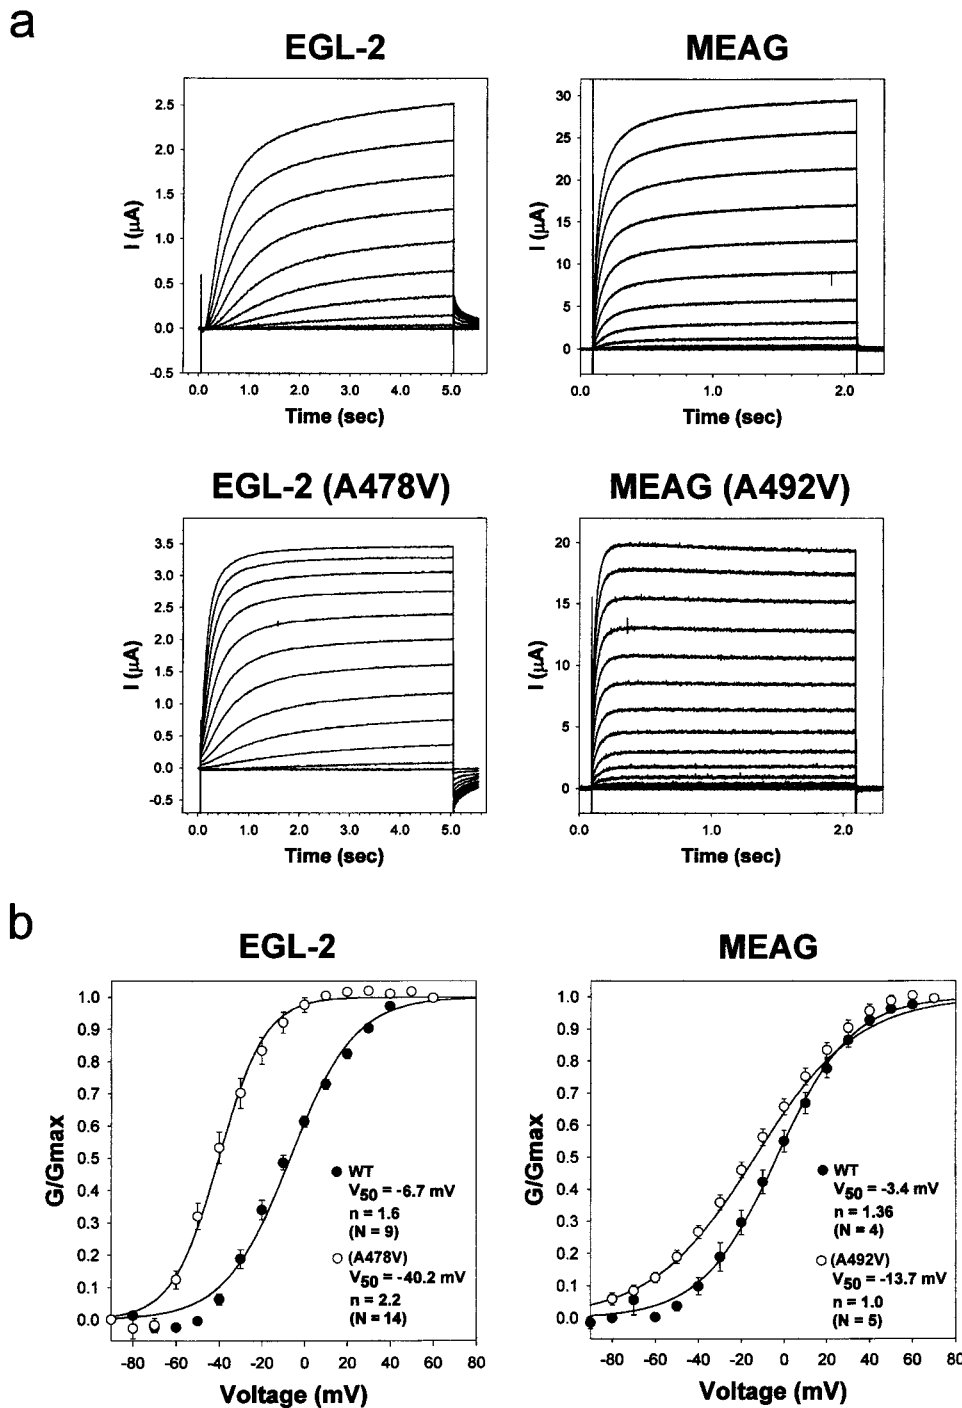 a
EGL-2
MEAG
2.5
2.0
1.5
1.0
0.5
0.0
-0.5
I (μA)
0.0 1.0 2.0 3.0 4.0 5.0
Time (sec)
30
25
20
15
10
5
0
I (μA)
0.0 1.0 2.0
Time (sec)
EGL-2 (A478V)
MEAG (A492V)
3.5
3.0
2.5
2.0
1.5
1.0
0.5
0.0
-0.5
I (μA)
0.0 1.0 2.0 3.0 4.0 5.0
Time (sec)
20
15
10
5
0
I (μA)
0.0 1.0 2.0
Time (sec)
b
EGL-2
MEAG
1.0
0.9
0.8
0.7
0.6
0.5
0.4
0.3
0.2
0.1
0.0
G/Gmax
WT
V50 = -6.7 mV
n = 1.6
(N = 9)
(A478V)
V50 = -40.2 mV
n = 2.2
(N = 14)
-80 -60 -40 -20 0 20 40 60 80
Voltage (mV)
1.0
0.9
0.8
0.7
0.6
0.5
0.4
0.3
0.2
0.1
0.0
G/Gmax
WT
V50 = -3.4 mV
n = 1.36
(N = 4)
(A492V)
V50 = -13.7 mV
n = 1.0
(N = 5)
-80 -60 -40 -20 0 20 40 60 80
Voltage (mV)